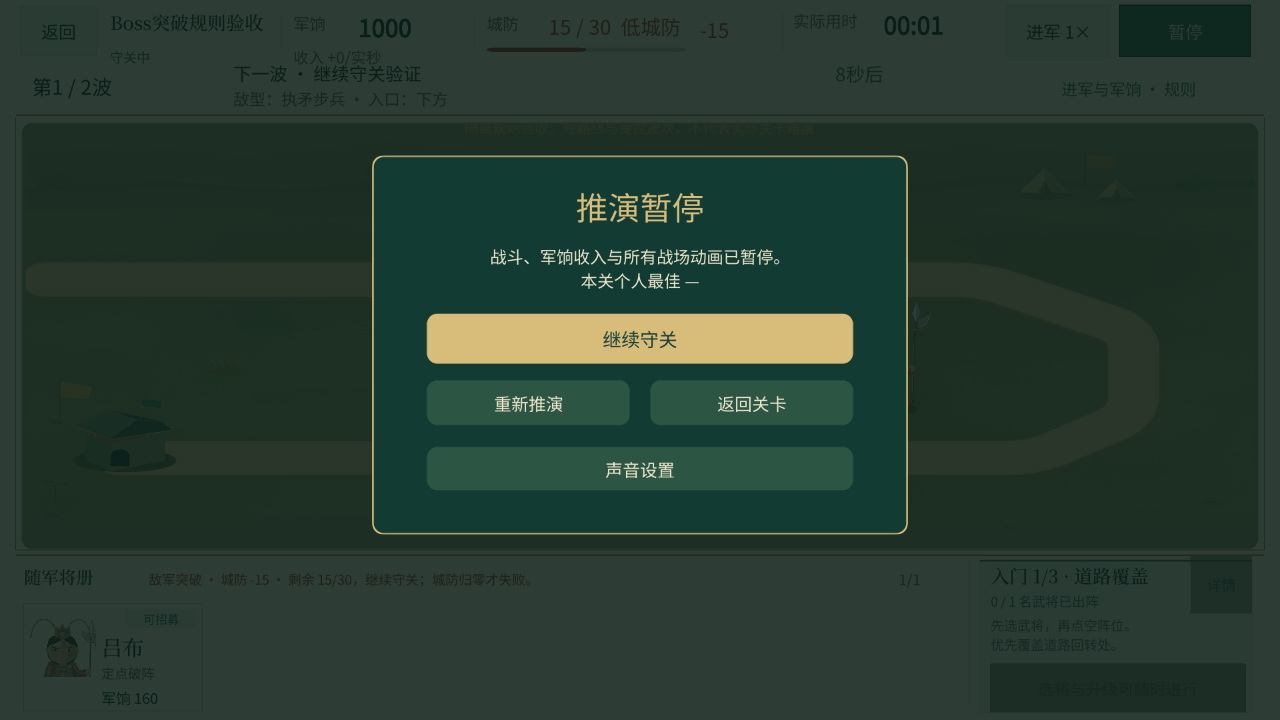 返回
Boss突破规则验收
守关中
军饷 1000
收入 +0/实秒
城防 15 / 30 低城防 -15
实际用时 00:01
进军 1×
暂停
第1 / 2波
下一波 · 继续守关验证
敌型：执矛步兵 · 入口：下方
8秒后
进军与军饷 · 规则
推演暂停
战斗、军饷收入与所有战场动画已暂停。
本关个人最佳 —
继续守关
重新推演
返回关卡
声音设置
随军将册
敌军突破 · 城防 -15 · 剩余 15/30，继续守关；城防归零才失败。
1/1
可招募
吕布
定点破阵
军饷 160
入门 1/3 · 道路覆盖
详情
0 / 1 名武将已出阵
先选武将，再点空阵位。
优先覆盖道路回转处。
选将与升级可随时进行